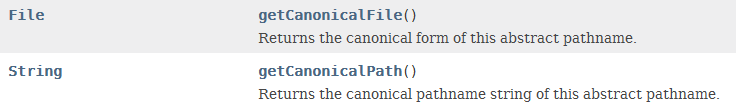 File getCanonicalFile()
Returns the canonical form of this abstract pathname.
String getCanonicalPath()
Returns the canonical pathname string of this abstract pathname.